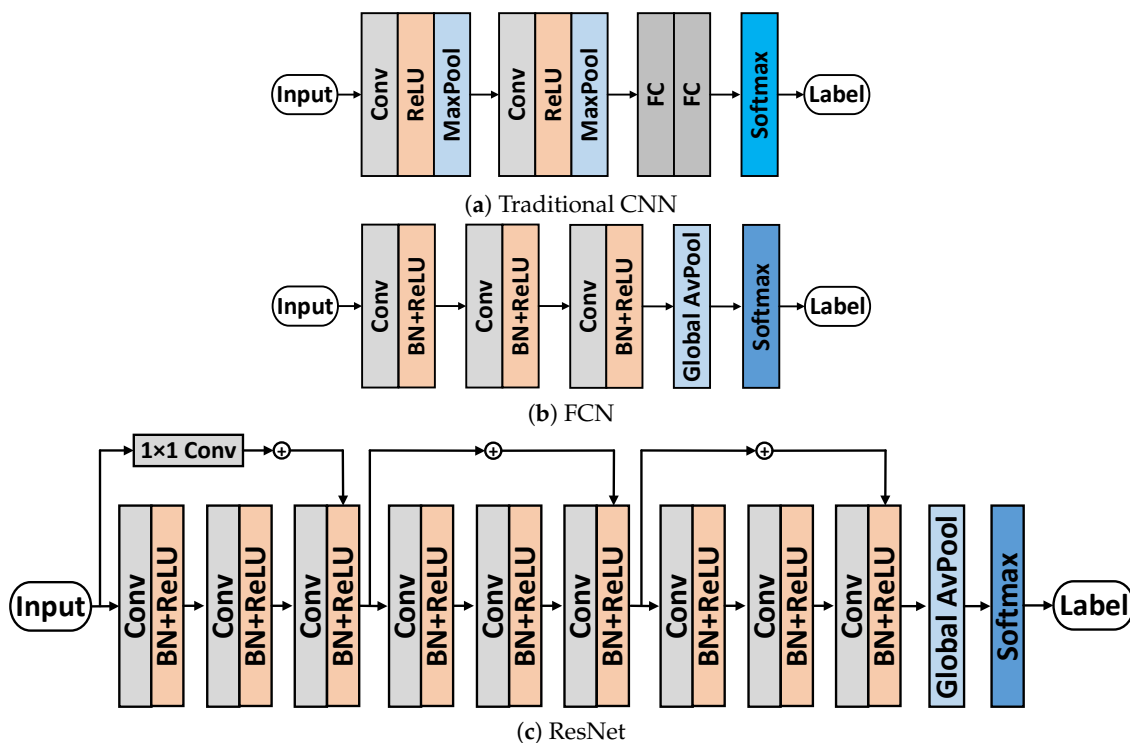 Input
Conv
ReLU
MaxPool
Conv
ReLU
MaxPool
FC
FC
Softmax
Label
(a) Traditional CNN
Input
Conv
BN+ReLU
Conv
BN+ReLU
Conv
BN+ReLU
Global AvPool
Softmax
Label
(b) FCN
1×1 Conv
+
+
+
Input
Conv
BN+ReLU
Conv
BN+ReLU
Conv
BN+ReLU
Conv
BN+ReLU
Conv
BN+ReLU
Conv
BN+ReLU
Conv
BN+ReLU
Conv
BN+ReLU
Conv
BN+ReLU
Global AvPool
Softmax
Label
(c) ResNet